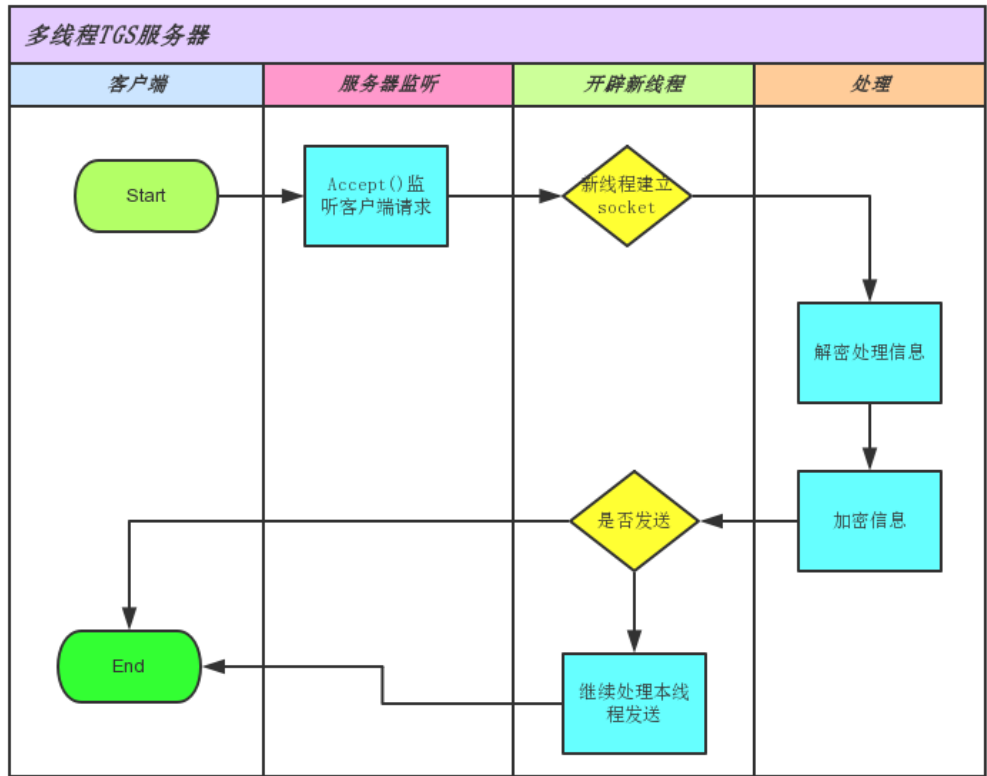 多线程TGS服务器
客户端
服务器监听
开辟新线程
处理
Start
Accept()监
听客户端请求
新线程建立
socket
解密处理信息
是否发送
加密信息
End
继续处理本线
程发送